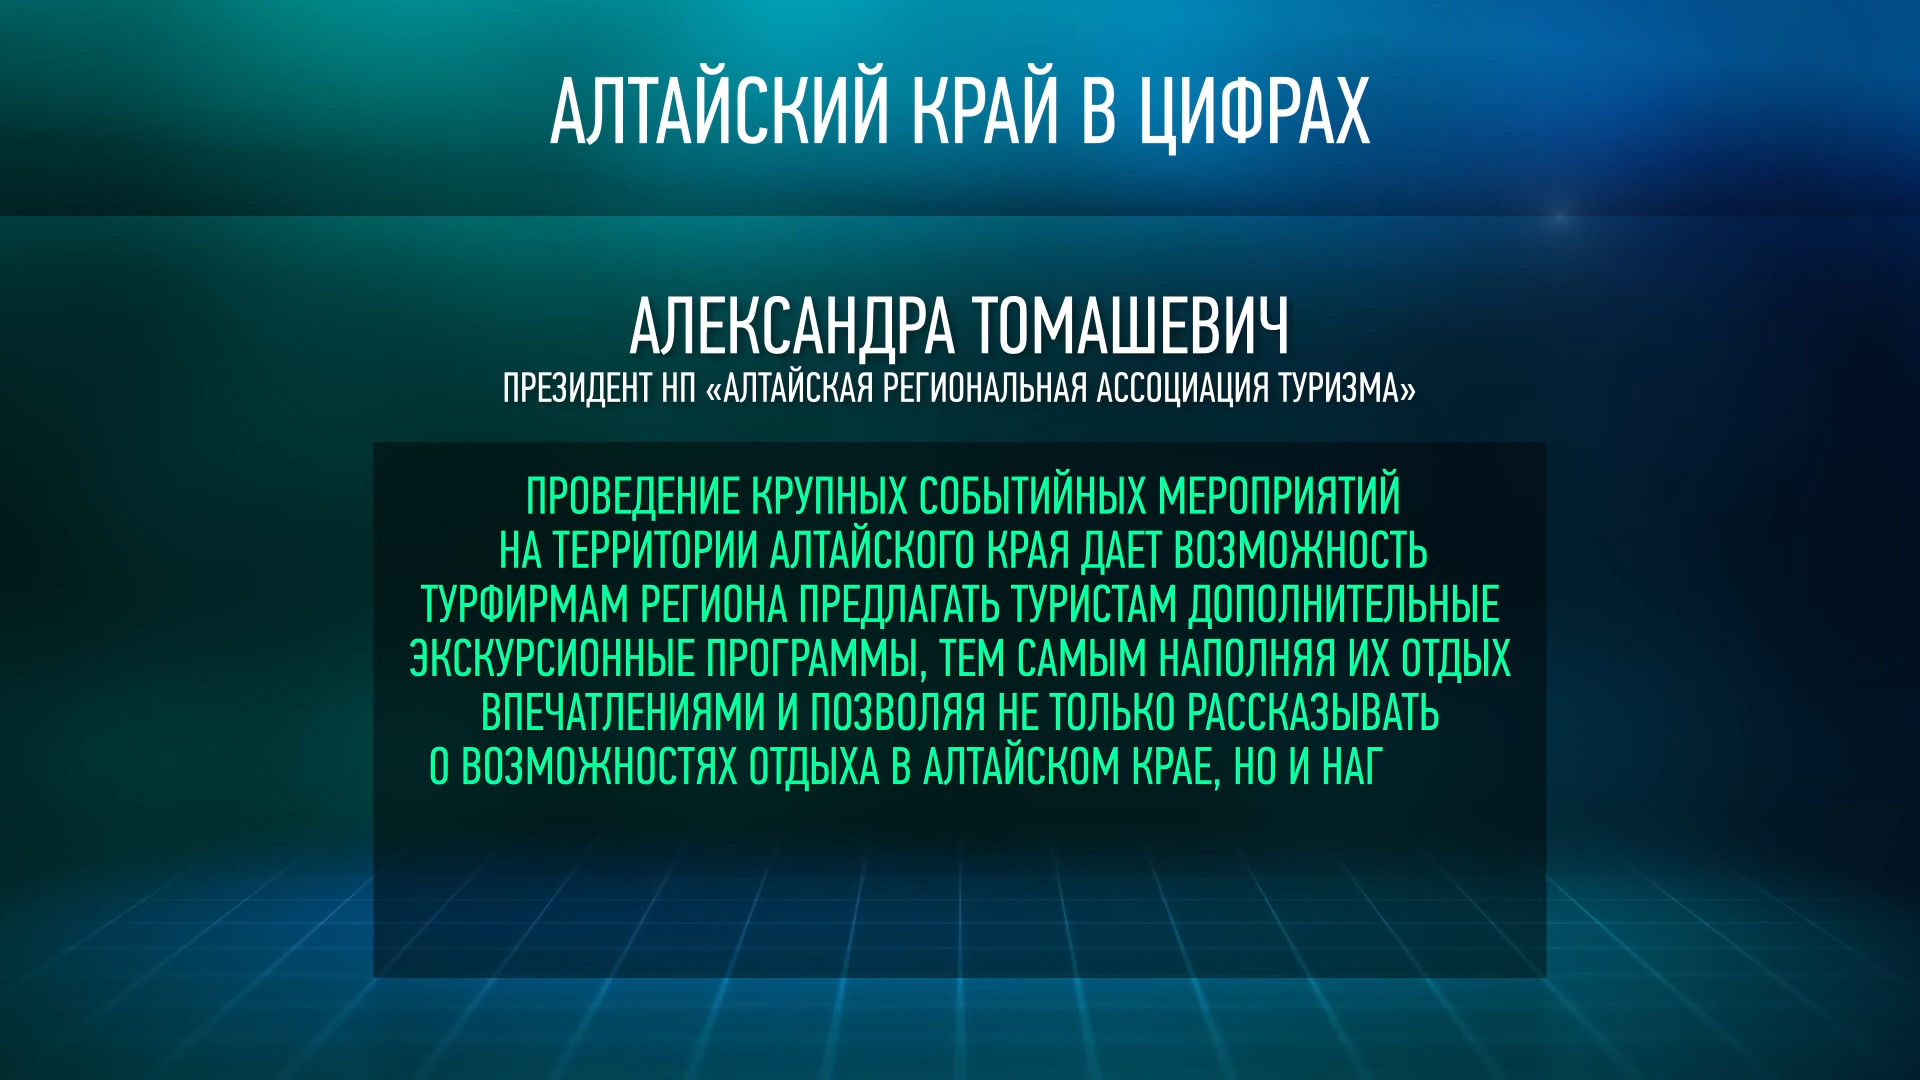 АЛТАЙСКИЙ КРАЙ В ЦИФРАХ
АЛЕКСАНДРА ТОМАШЕВИЧ
ПРЕЗИДЕНТ НП «АЛТАЙСКАЯ РЕГИОНАЛЬНАЯ АССОЦИАЦИЯ ТУРИЗМА»
ПРОВЕДЕНИЕ КРУПНЫХ СОБЫТИЙНЫХ МЕРОПРИЯТИЙ
НА ТЕРРИТОРИИ АЛТАЙСКОГО КРАЯ ДАЕТ ВОЗМОЖНОСТЬ
ТУРФИРМАМ РЕГИОНА ПРЕДЛАГАТЬ ТУРИСТАМ ДОПОЛНИТЕЛЬНЫЕ
ЭКСКУРСИОННЫЕ ПРОГРАММЫ, ТЕМ САМЫМ НАПОЛНЯЯ ИХ ОТДЫХ
ВПЕЧАТЛЕНИЯМИ И ПОЗВОЛЯЯ НЕ ТОЛЬКО РАССКАЗЫВАТЬ
О ВОЗМОЖНОСТЯХ ОТДЫХА В АЛТАЙСКОМ КРАЕ, НО И НАГ